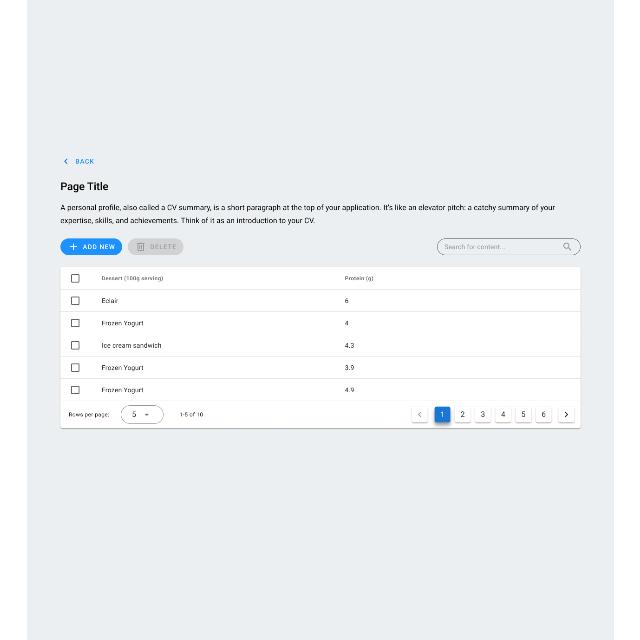 BACK
Page Title
A personal profile, also called a CV summary, is a short paragraph at the top of your application. It's like an elevator pitch: a catchy summary of your
expertise, skills, and achievements. Think of it as an introduction to your CV.
ADD NEW DELETE Search for content...
Dessert (100g serving) Protein (g)
Eclair 6
Frozen Yogurt 4
Ice cream sandwich 4.3
Frozen Yogurt 3.9
Frozen Yogurt 4.9
Rows per page: 5 1-5 of 10 1 2 3 4 5 6